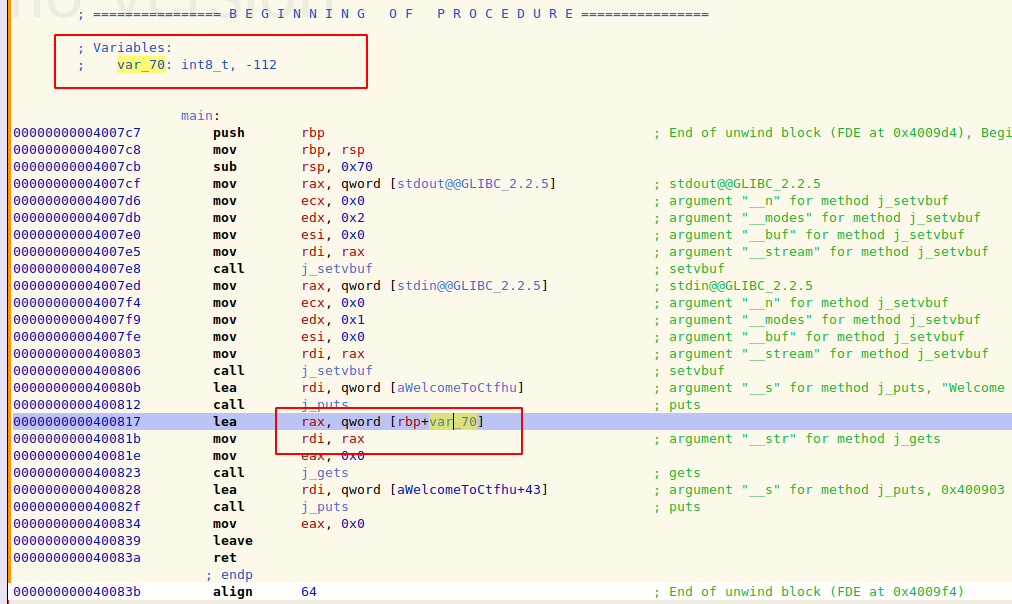 ; ================ B E G I N N I N G   O F   P R O C E D U R E ================
; Variables:
;    var_70: int8_t, -112
main:
00000000004007c7 push rbp ; End of unwind block (FDE at 0x4009d4), Begi
00000000004007c8 mov rbp, rsp
00000000004007cb sub rsp, 0x70
00000000004007cf mov rax, qword [stdout@@GLIBC_2.2.5] ; stdout@@GLIBC_2.2.5
00000000004007d6 mov ecx, 0x0 ; argument "__n" for method j_setvbuf
00000000004007db mov edx, 0x2 ; argument "__modes" for method j_setvbuf
00000000004007e0 mov esi, 0x0 ; argument "__buf" for method j_setvbuf
00000000004007e5 mov rdi, rax ; argument "__stream" for method j_setvbuf
00000000004007e8 call j_setvbuf ; setvbuf
00000000004007ed mov rax, qword [stdin@@GLIBC_2.2.5] ; stdin@@GLIBC_2.2.5
00000000004007f4 mov ecx, 0x0 ; argument "__n" for method j_setvbuf
00000000004007f9 mov edx, 0x1 ; argument "__modes" for method j_setvbuf
00000000004007fe mov esi, 0x0 ; argument "__buf" for method j_setvbuf
0000000000400803 mov rdi, rax ; argument "__stream" for method j_setvbuf
0000000000400806 call j_setvbuf ; setvbuf
000000000040080b lea rdi, qword [aWelcomeToCtfhu] ; argument "__s" for method j_puts, "Welcome
0000000000400812 call j_puts ; puts
0000000000400817 lea rax, qword [rbp+var_70]
000000000040081b mov rdi, rax ; argument "__str" for method j_gets
000000000040081e mov eax, 0x0
0000000000400823 call j_gets ; gets
0000000000400828 lea rdi, qword [aWelcomeToCtfhu+43] ; argument "__s" for method j_puts, 0x400903
000000000040082f call j_puts ; puts
0000000000400834 mov eax, 0x0
0000000000400839 leave
000000000040083a ret
; endp
000000000040083b align 64 ; End of unwind block (FDE at 0x4009f4)